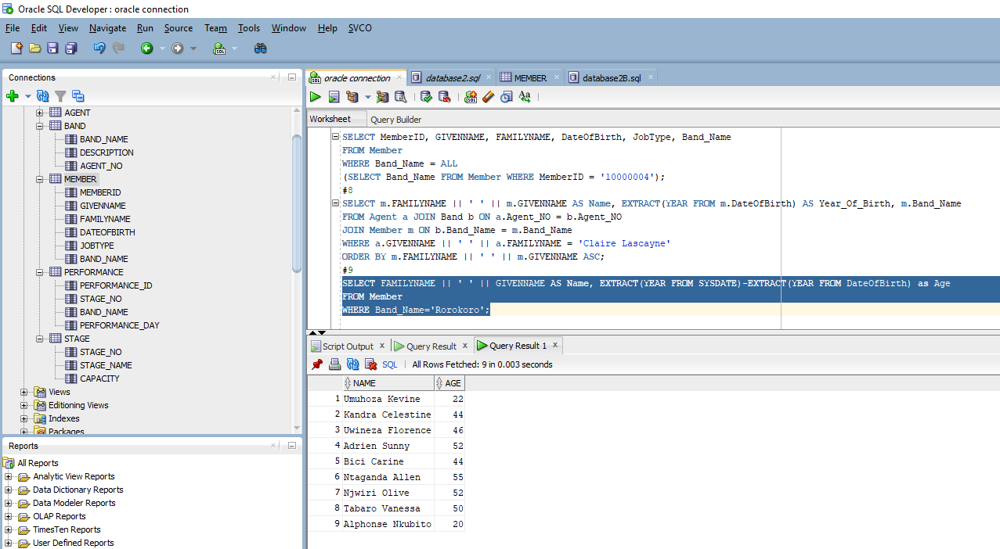 Oracle SQL Developer : oracle connection
File Edit View Navigate Run Source Team Tools Window Help SVCO
Connections
AGENT
BAND
BAND_NAME
DESCRIPTION
AGENT_NO
MEMBER
MEMBERID
GIVENNAME
FAMILYNAME
DATEOFBIRTH
JOBTYPE
BAND_NAME
PERFORMANCE
PERFORMANCE_ID
STAGE_NO
BAND_NAME
PERFORMANCE_DAY
STAGE
STAGE_NO
STAGE_NAME
CAPACITY
Views
Editioning Views
Indexes
Packages
Reports
All Reports
Analytic View Reports
Data Dictionary Reports
Data Modeler Reports
OLAP Reports
TimesTen Reports
User Defined Reports
oracle connection database2.sql MEMBER database2B.sql
Worksheet Query Builder
SELECT MemberID, GIVENNAME, FAMILYNAME, DateOfBirth, JobType, Band_Name
FROM Member
WHERE Band_Name = ALL
(SELECT Band_Name FROM Member WHERE MemberID = '10000004');
#8
SELECT m.FAMILYNAME || ' ' || m.GIVENNAME AS Name, EXTRACT(YEAR FROM m.DateOfBirth) AS Year_Of_Birth, m.Band_Name
FROM Agent a JOIN Band b ON a.Agent_NO = b.Agent_NO
JOIN Member m ON b.Band_Name = m.Band_Name
WHERE a.GIVENNAME || ' ' || a.FAMILYNAME = 'Claire Lascayne'
ORDER BY m.FAMILYNAME || ' ' || m.GIVENNAME ASC;
#9
SELECT FAMILYNAME || ' ' || GIVENNAME AS Name, EXTRACT(YEAR FROM SYSDATE)-EXTRACT(YEAR FROM DateOfBirth) as Age
FROM Member
WHERE Band_Name='Rorokoro';
Script Output Query Result Query Result 1
SQL All Rows Fetched: 9 in 0.003 seconds
NAME AGE
1 Umuhoza Kevine 22
2 Kandra Celestine 44
3 Uwineza Florence 46
4 Adrien Sunny 52
5 Bici Carine 44
6 Ntaganda Allen 55
7 Njwiri Olive 52
8 Tabaro Vanessa 50
9 Alphonse Nkubito 20